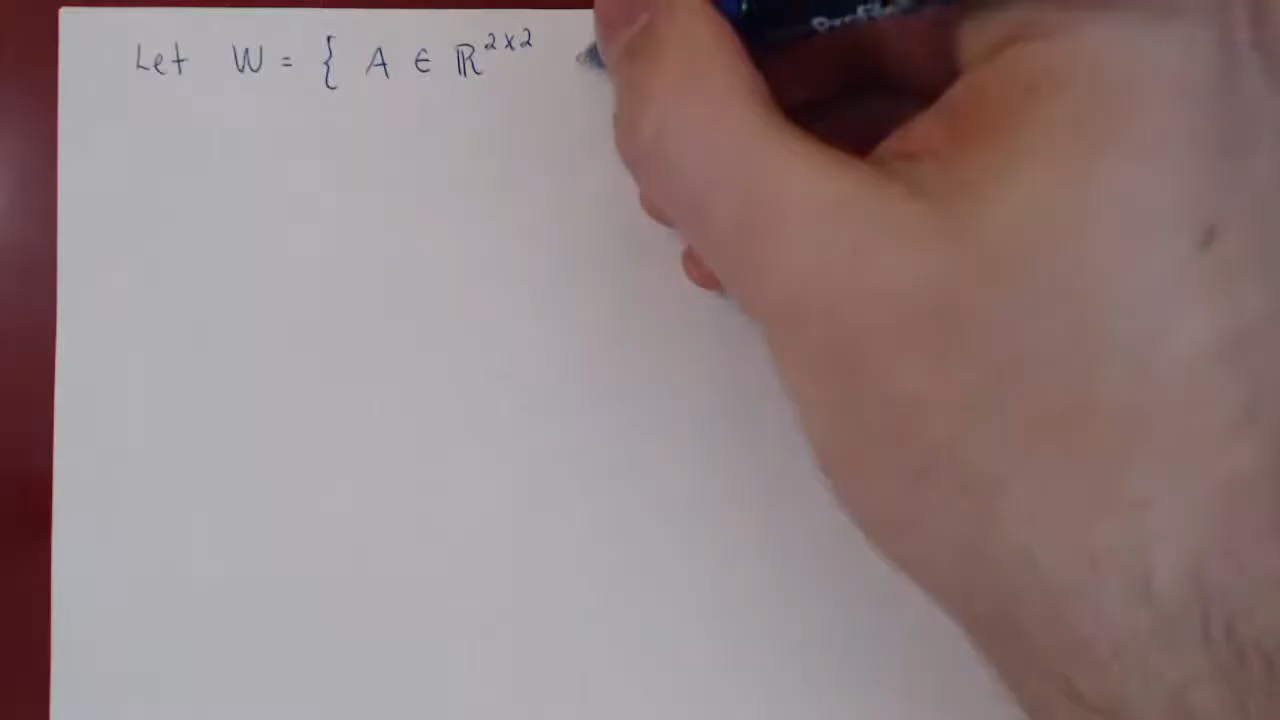 Let W = { A ∈ ℝ^{2×2}